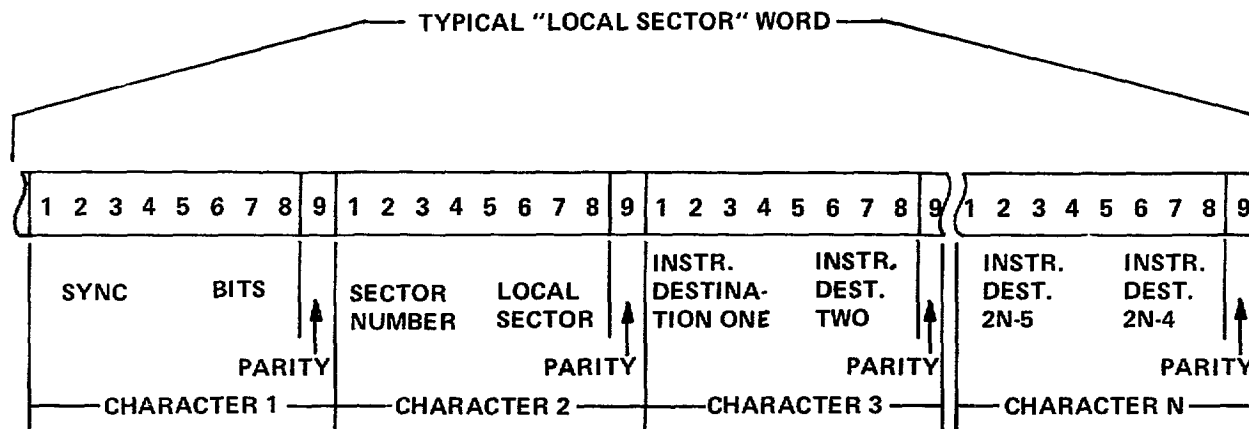 TYPICAL "LOCAL SECTOR" WORD
1 2 3 4 5 6 7 8 9 1 2 3 4 5 6 7 8 9 1 2 3 4 5 6 7 8 9 1 2 3 4 5 6 7 8 9
SYNC BITS
PARITY
SECTOR
NUMBER
LOCAL
SECTOR
PARITY
INSTR.
DESTINA-
TION ONE
INSTR.
DEST.
TWO
PARITY
INSTR.
DEST.
2N-5
INSTR.
DEST.
2N-4
PARITY
CHARACTER 1 CHARACTER 2 CHARACTER 3 CHARACTER N